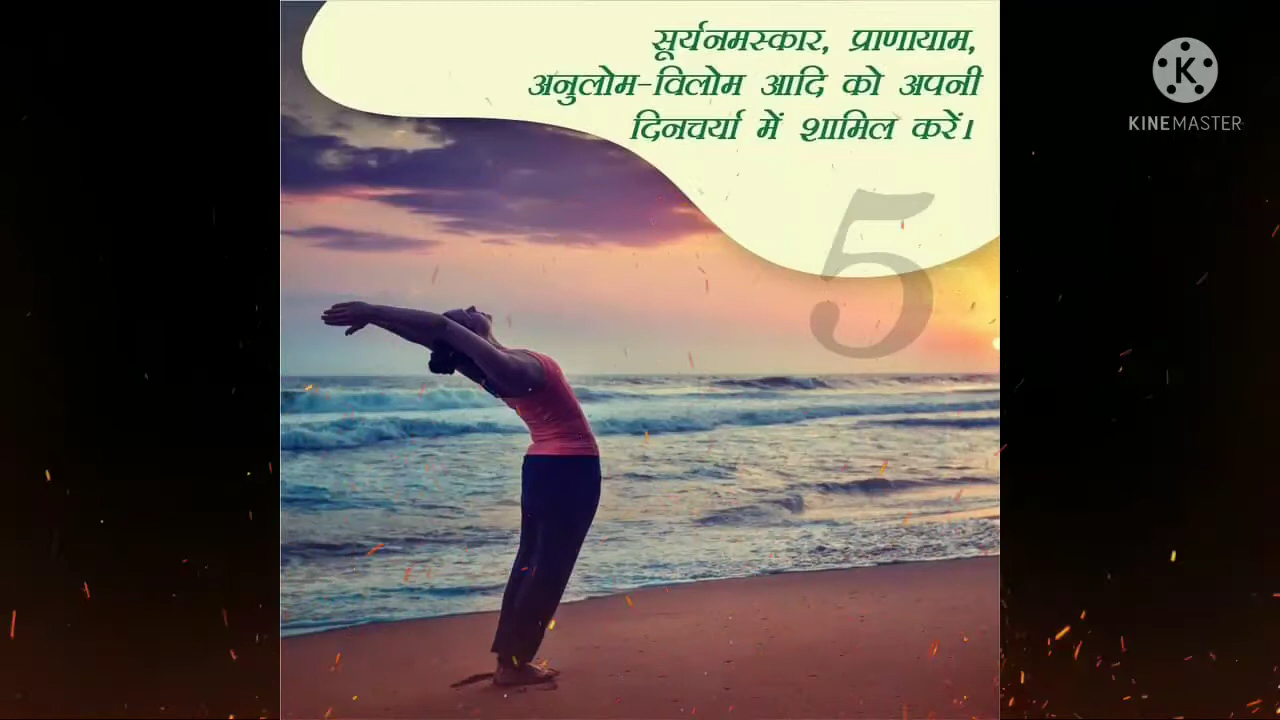 सूर्यनमस्कार, प्राणायाम,
अनुलोम-विलोम आदि को अपनी
दिनचर्या में शामिल करें।
5
K
KINEMASTER